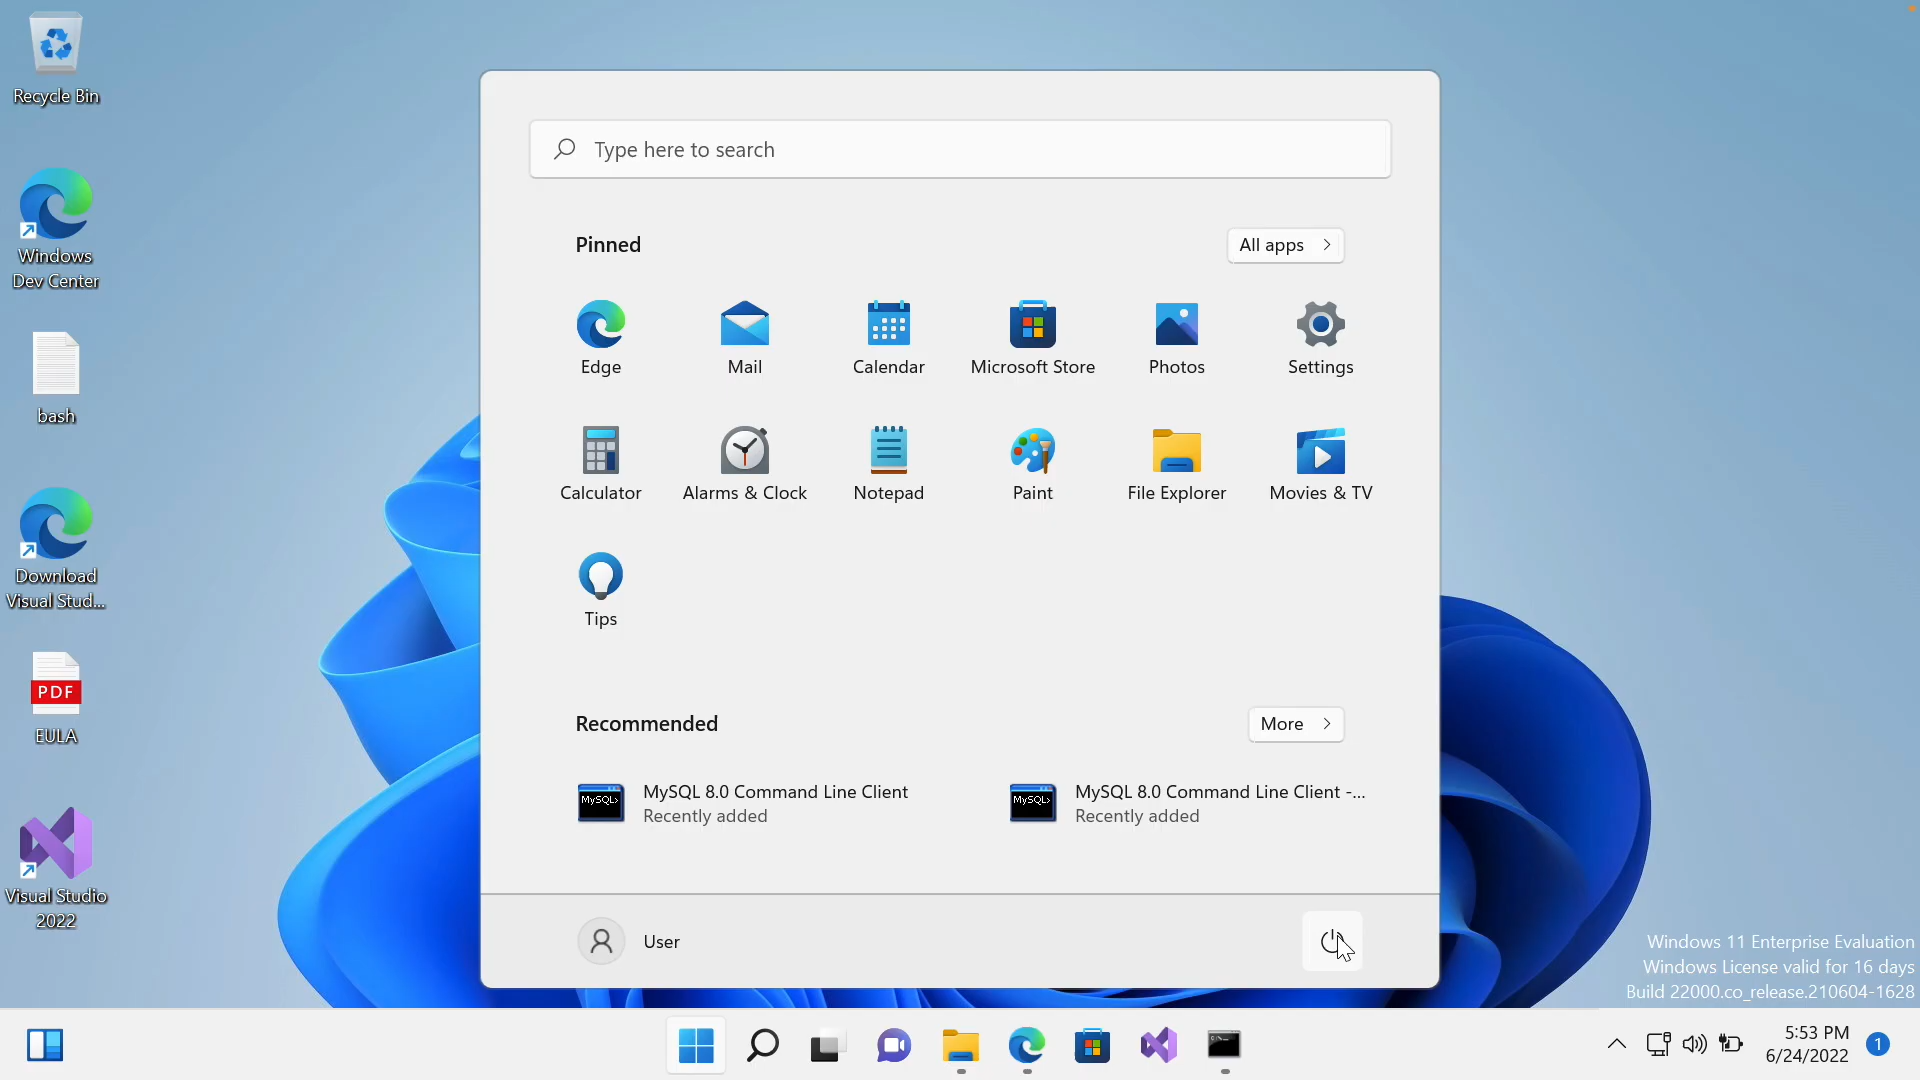 Recycle Bin
Windows
Dev Center
bash
Download
Visual Stud...
PDF
EULA
Visual Studio
2022
Type here to search
Pinned
All apps
Edge
Mail
Calendar
Microsoft Store
Photos
Settings
Calculator
Alarms & Clock
Notepad
Paint
File Explorer
Movies & TV
Tips
Recommended
More
MySQL>
MySQL 8.0 Command Line Client
Recently added
MySQL>
MySQL 8.0 Command Line Client -...
Recently added
User
Windows 11 Enterprise Evaluation
Windows License valid for 16 days
Build 22000.co_release.210604-1628
5:53 PM
6/24/2022
1